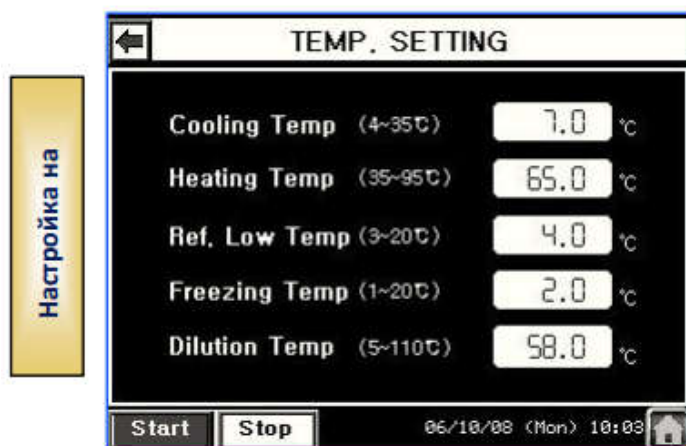 Настройка на
TEMP. SETTING
Cooling Temp (4~35℃) 7.0 ℃
Heating Temp (35~95℃) 65.0 ℃
Ref. Low Temp (3~20℃) 4.0 ℃
Freezing Temp (1~20℃) 2.0 ℃
Dilution Temp (5~110℃) 58.0 ℃
Start Stop 06/10/08 (Mon) 10:03